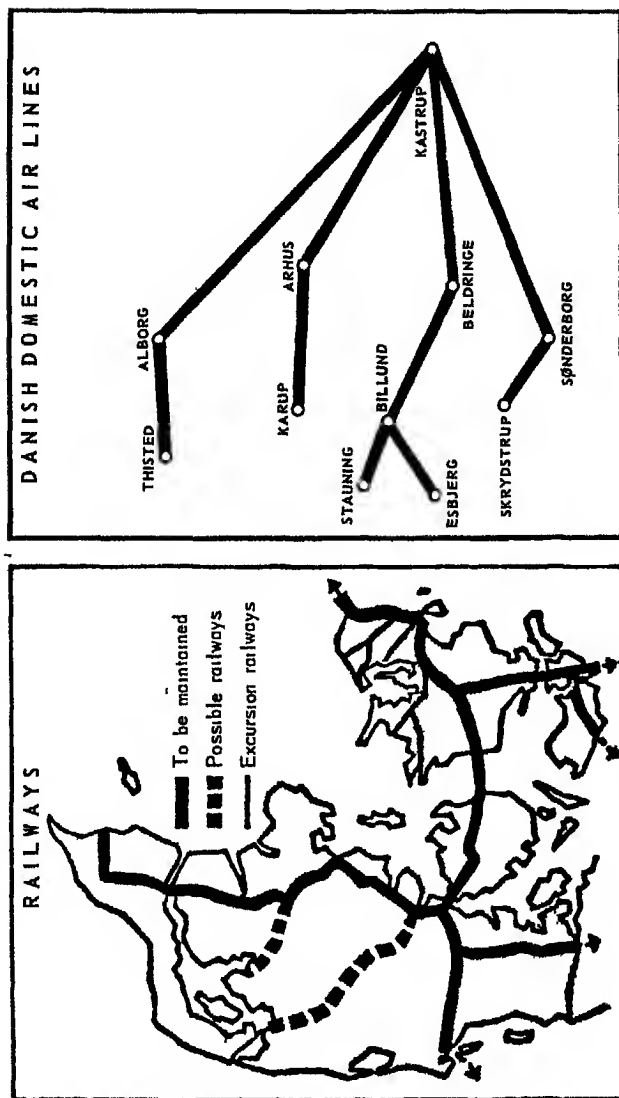 RAILWAYS
To be maintained
Possible railways
Excursion railways
DANISH DOMESTIC AIR LINES
THISTED
ALBORG
KARUP
ARHUS
STAUNING
BILLUND
ESBJERG
BELDRINGE
KASTRUP
SKRYDSTRUP
SØNDERBORG